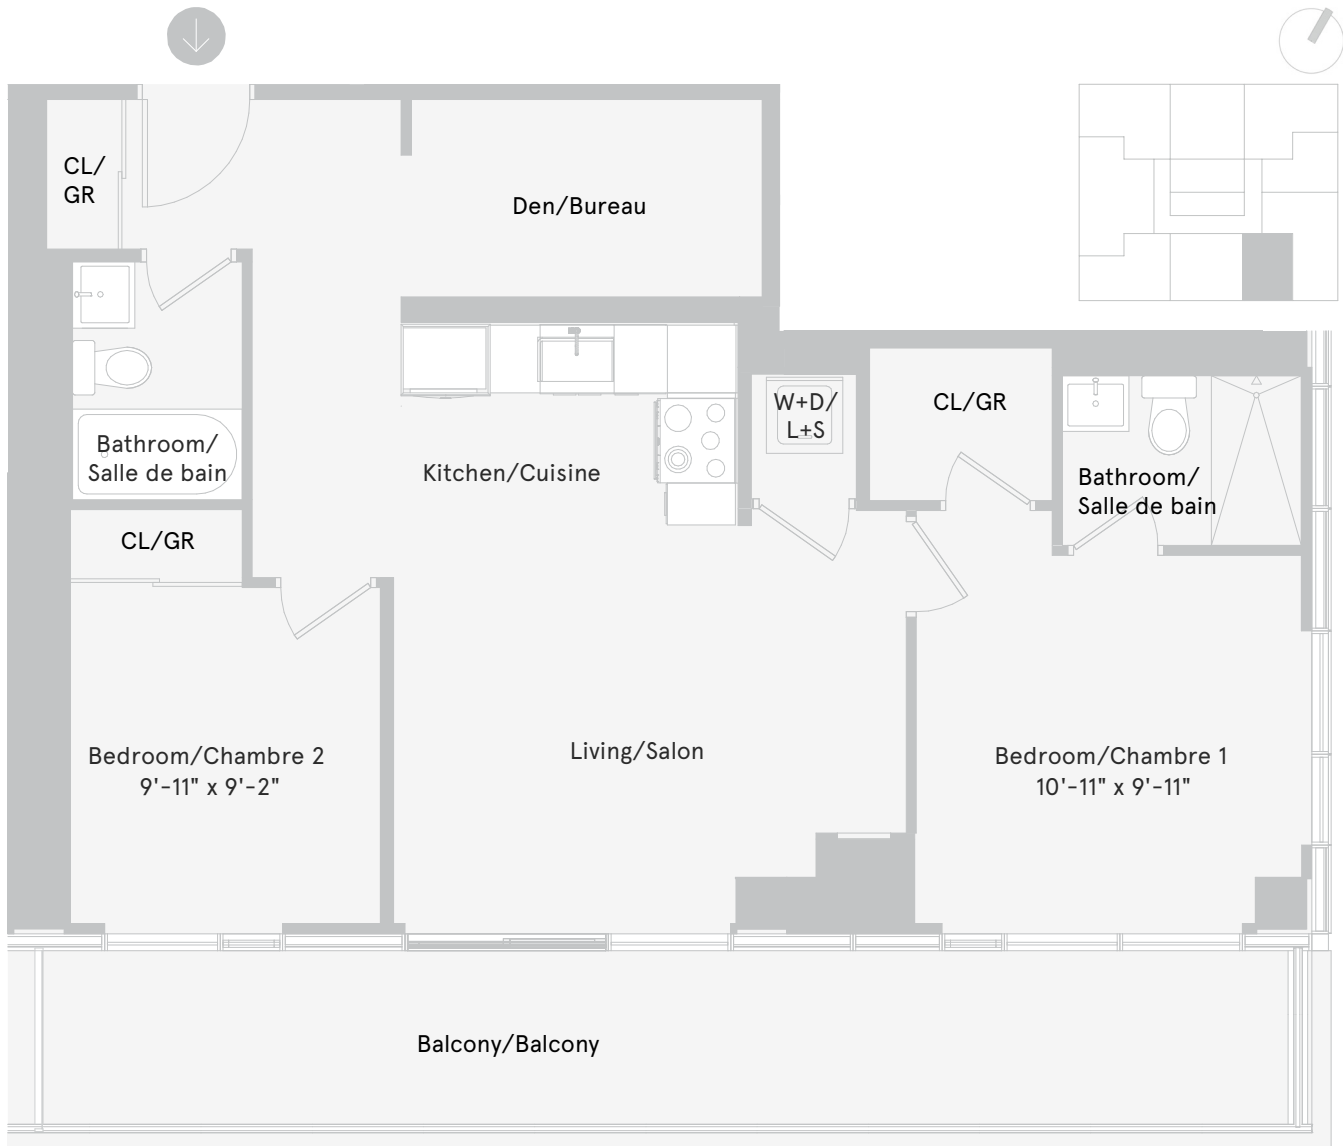 CL/
GR
Den/Bureau
W+D/
L+S
CL/GR
Bathroom/
Salle de bain
Kitchen/Cuisine
Bathroom/
Salle de bain
CL/GR
Bedroom/Chambre 2
9'-11" x 9'-2"
Living/Salon
Bedroom/Chambre 1
10'-11" x 9'-11"
Balcony/Balcony